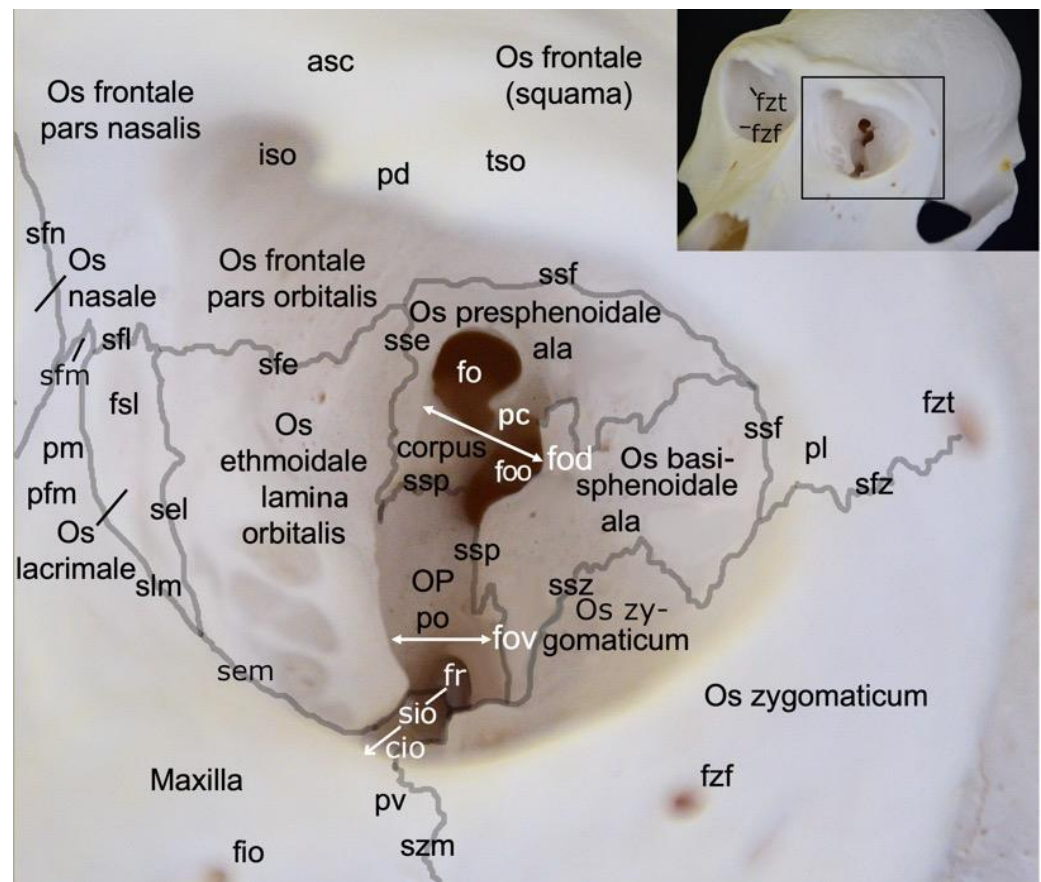 asc
Os frontale
(squama)
Os frontale
pars nasalis
iso
pd
tso
fzt
fzf
sfn
Os
nasale
Os frontale
pars orbitalis
ssf
Os presphenoidale
ala
sfl
sfm
sfe
sse
fo
fsl
pc
fzt
pm
Os
ethmoidale
lamina
orbitalis
corpus
ssp
foo
fod
Os basi-
sphenoidale
ala
ssf
pl
sfz
pfm
Os
lacrimale
sel
slm
ssp
OP
po
fov
ssz
Os zy-
gomaticum
sem
fr
sio
cio
Os zygomaticum
Maxilla
pv
fzf
fio
szm